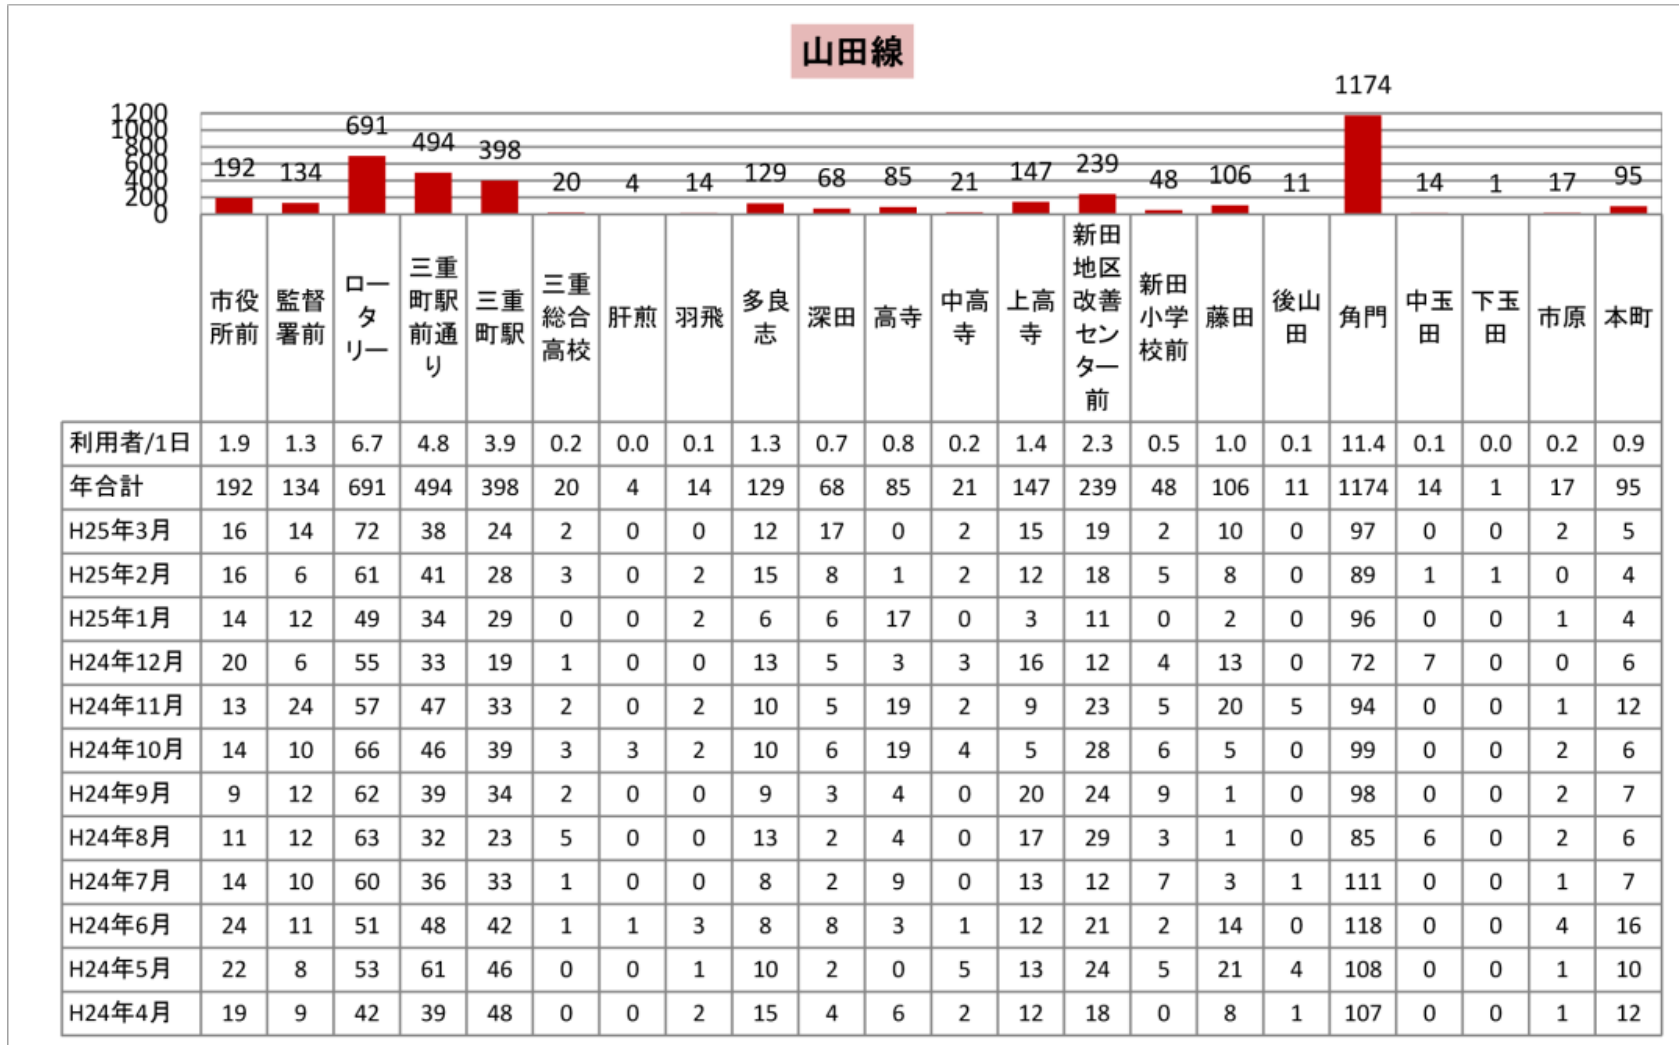 山田線
1200
1000
800
600
400
200
0
192 134 691 494 398 20 4 14 129 68 85 21 147 239 48 106 11 1174 14 1 17 95
市役所前 監督署前 ロータリー 三重町駅前通り 三重町駅 三重総合高校 肝煎 羽飛 多良志 深田 高寺 中高寺 上高寺 新田地区改善センター前 新田小学校前 藤田 後山田 角門 中玉田 下玉田 市原 本町
利用者/1日 1.9 1.3 6.7 4.8 3.9 0.2 0.0 0.1 1.3 0.7 0.8 0.2 1.4 2.3 0.5 1.0 0.1 11.4 0.1 0.0 0.2 0.9
年合計 192 134 691 494 398 20 4 14 129 68 85 21 147 239 48 106 11 1174 14 1 17 95
H25年3月 16 14 72 38 24 2 0 0 12 17 0 2 15 19 2 10 0 97 0 0 2 5
H25年2月 16 6 61 41 28 3 0 2 15 8 1 2 12 18 5 8 0 89 1 1 0 4
H25年1月 14 12 49 34 29 0 0 2 6 6 17 0 3 11 0 2 0 96 0 0 1 4
H24年12月 20 6 55 33 19 1 0 0 13 5 3 3 16 12 4 13 0 72 7 0 0 6
H24年11月 13 24 57 47 33 2 0 2 10 5 19 2 9 23 5 20 5 94 0 0 1 12
H24年10月 14 10 66 46 39 3 3 2 10 6 19 4 5 28 6 5 0 99 0 0 2 6
H24年9月 9 12 62 39 34 2 0 0 9 3 4 0 20 24 9 1 0 98 0 0 2 7
H24年8月 11 12 63 32 23 5 0 0 13 2 4 0 17 29 3 1 0 85 6 0 2 6
H24年7月 14 10 60 36 33 1 0 0 8 2 9 0 13 12 7 3 1 111 0 0 1 7
H24年6月 24 11 51 48 42 1 1 3 8 8 3 1 12 21 2 14 0 118 0 0 4 16
H24年5月 22 8 53 61 46 0 0 1 10 2 0 5 13 24 5 21 4 108 0 0 1 10
H24年4月 19 9 42 39 48 0 0 2 15 4 6 2 12 18 0 8 1 107 0 0 1 12